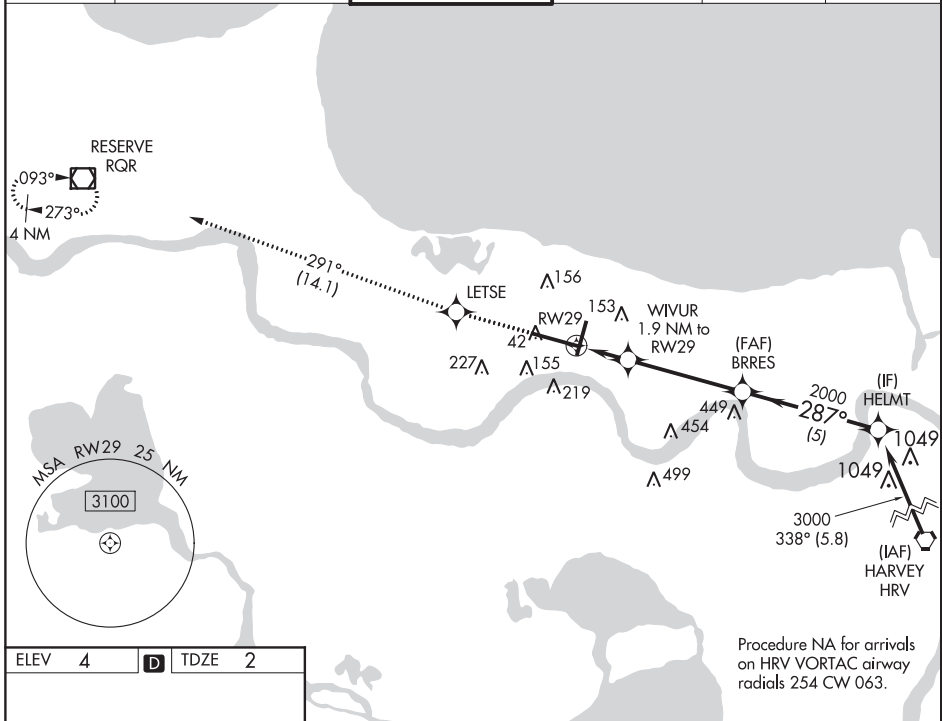 RESERVE
RQR
093°
273°
4 NM
291°
(14.1)
LETSE
156
RW29
153
42
WIVUR
1.9 NM to
RW29
227
155
219
(FAF)
BRRES
449
454
499
2000
287°
(5)
(IF)
HELMT
1049
1049
3000
338° (5.8)
(IAF)
HARVEY
HRV
MSA RW29 25 NM
3100
Procedure NA for arrivals
on HRV VORTAC airway
radials 254 CW 063.
ELEV 4 D TDZE 2